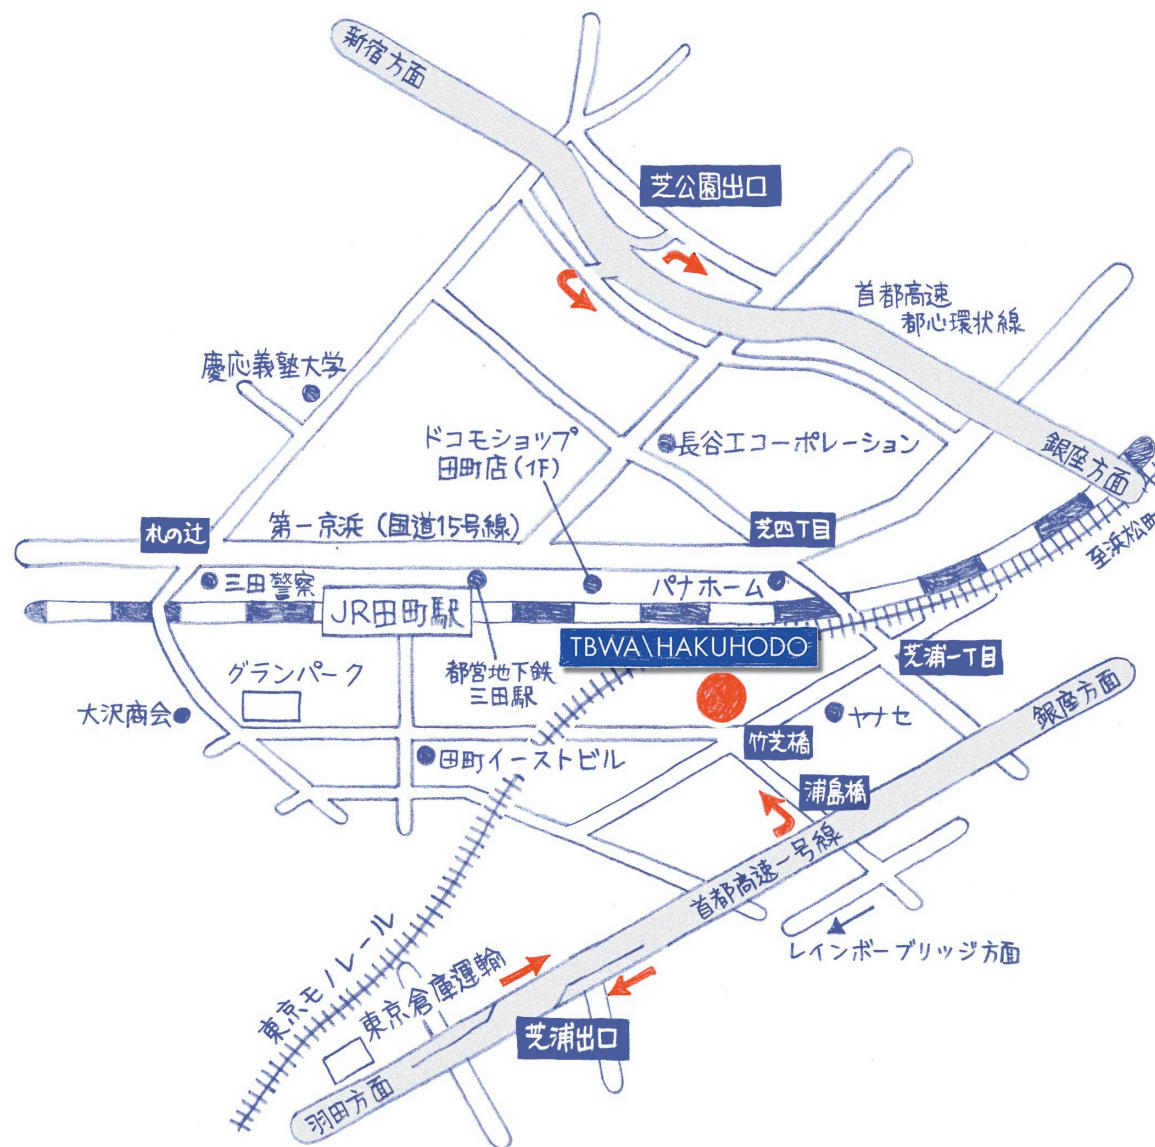 新宿方面
芝公園出口
首都高速
都心環状線
慶応義塾大学
ドコモショップ
田町店(1F)
長谷工コーポレーション
銀座方面
札の辻
第一京浜(国道15号線)
芝四丁目
至浜松町
三田警察
パナホーム
JR田町駅
TBWA\HAKUHODO
芝浦一丁目
グランパーク
都営地下鉄
三田駅
大沢商会
ヤナセ
銀座方面
竹芝橋
田町イーストビル
浦島橋
首都高速一号線
レインボーブリッジ方面
東京モノレール
東京倉庫運輸
芝浦出口
羽田方面